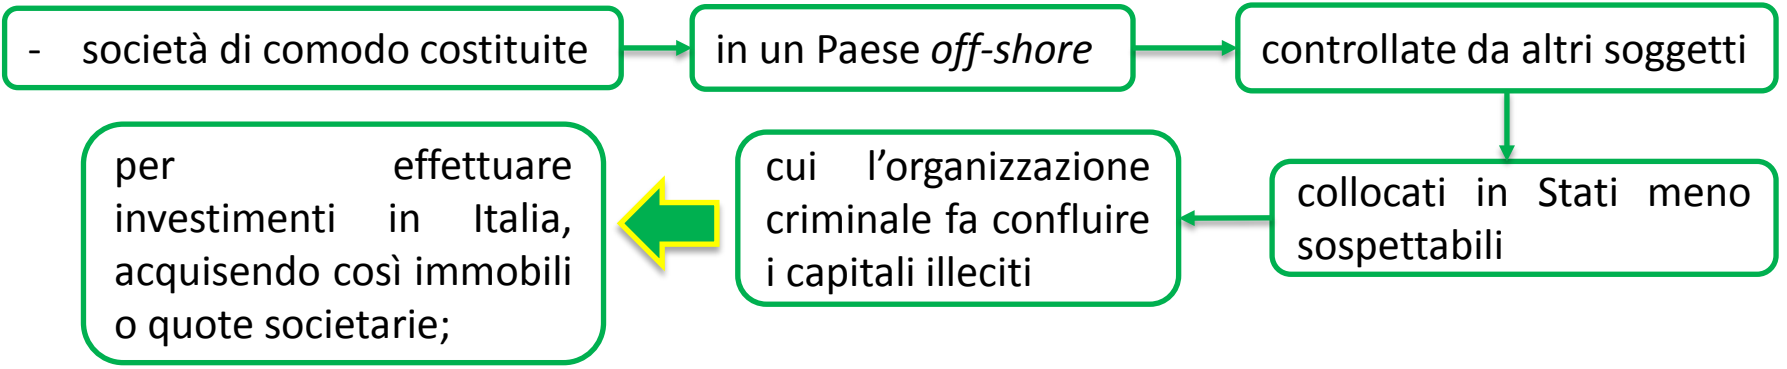 - società di comodo costituite
in un Paese off-shore
controllate da altri soggetti
collocati in Stati meno
sospettabili
cui l’organizzazione
criminale fa confluire
i capitali illeciti
per effettuare
investimenti in Italia,
acquisendo così immobili
o quote societarie;